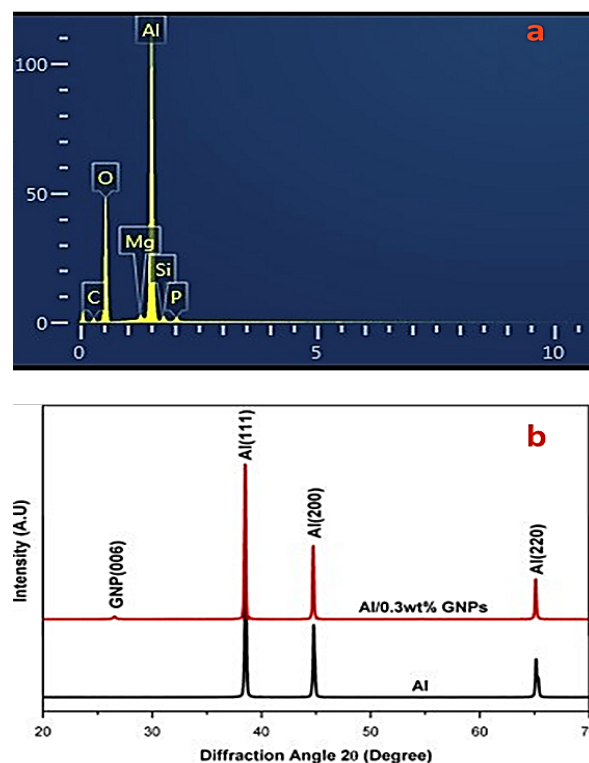 a
Al
100
50
O
Mg
Si
C
P
0
0
5
10
b
Al(111)
Al(200)
Al(220)
GNP(006)
Al/0.3wt% GNPs
Al
Intensity (A.U)
20
30
40
50
60
7
Diffraction Angle 2θ (Degree)